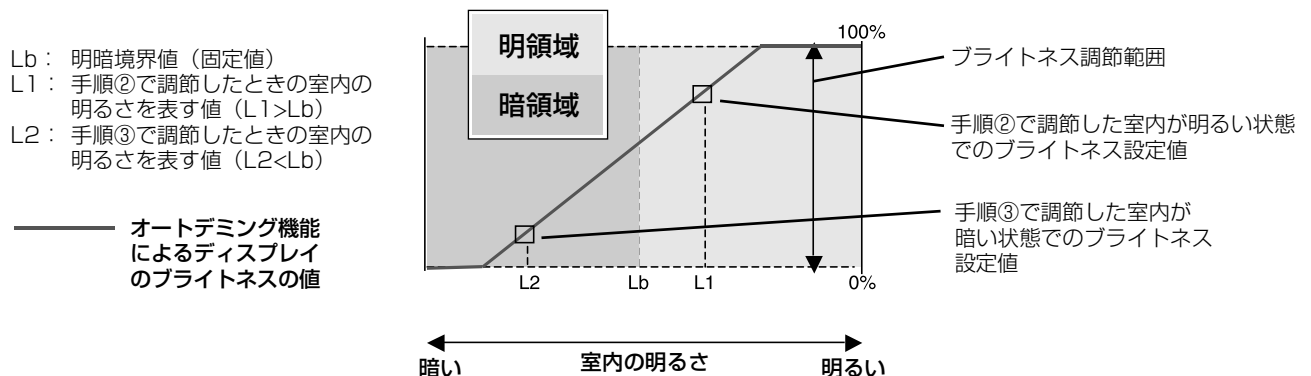 Lb： 明暗境界値（固定値）
L1： 手順②で調節したときの室内の
明るさを表す値（L1>Lb）
L2： 手順③で調節したときの室内の
明るさを表す値（L2<Lb）
オートデミング機能
によるディスプレイ
のブライトネスの値
明領域
暗領域
100%
ブライトネス調節範囲
手順②で調節した室内が明るい状態
でのブライトネス設定値
手順③で調節した室内が
暗い状態でのブライトネス
設定値
L2
Lb
L1
0%
暗い
室内の明るさ
明るい